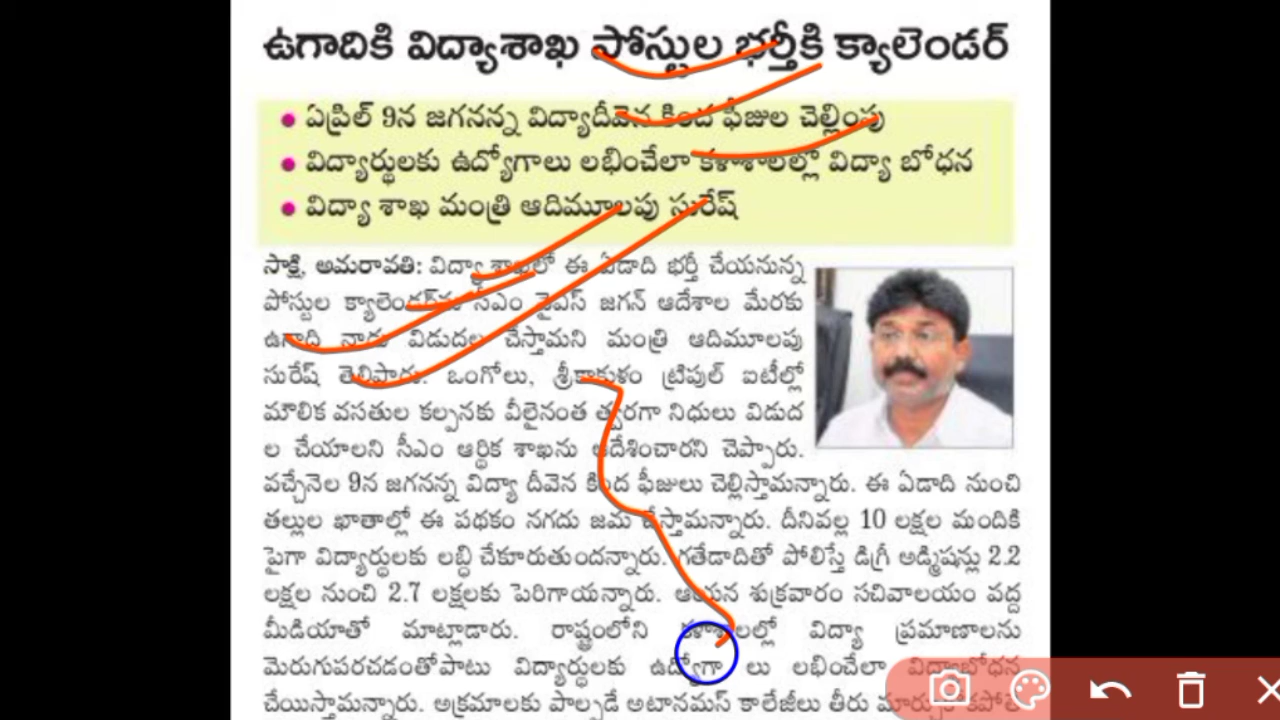 ఉగాదికి విద్యాశాఖ పోస్టుల భర్తీకి క్యాలెండర్
• ఏప్రిల్ 9న జగనన్న విద్యాదీవెన కింద ఫీజుల చెల్లింపు
• విద్యార్థులకు ఉద్యోగాలు లభించేలా కళాశాలల్లో విద్యా బోధన
• విద్యా శాఖ మంత్రి ఆదిమూలపు సురేష్
సాక్షి, అమరావతి: విద్యా శాఖలో ఈ ఏడాది భర్తీ చేయనున్న
పోస్టుల క్యాలెండర్‌ను సీఎం వైఎస్ జగన్ ఆదేశాల మేరకు
ఉగాది నాడు విడుదల చేస్తామని మంత్రి ఆదిమూలపు
సురేష్ తెలిపారు. ఒంగోలు, శ్రీకాకుళం ట్రిపుల్ ఐటీల్లో
మౌలిక వసతుల కల్పనకు వీలైనంత త్వరగా నిధులు విడుద
ల చేయాలని సీఎం ఆర్థిక శాఖను ఆదేశించారని చెప్పారు.
వచ్చేనెల 9న జగనన్న విద్యా దీవెన కింద ఫీజులు చెల్లిస్తామన్నారు. ఈ ఏడాది నుంచి
తల్లుల ఖాతాల్లో ఈ పథకం నగదు జమ చేస్తామన్నారు. దీనివల్ల 10 లక్షల మందికి
పైగా విద్యార్థులకు లబ్ధి చేకూరుతుందన్నారు. గతేడాదితో పోలిస్తే డిగ్రీ అడ్మిషన్లు 2.2
లక్షల నుంచి 2.7 లక్షలకు పెరిగాయన్నారు. ఆయన శుక్రవారం సచివాలయం వద్ద
మీడియాతో మాట్లాడారు. రాష్ట్రంలోని కళాశాలల్లో విద్యా ప్రమాణాలను
మెరుగుపరచడంతోపాటు విద్యార్థులకు ఉద్యోగాలు లభించేలా విద్యాబోధన
చేయిస్తామన్నారు. అక్రమాలకు పాల్పడే అటానమస్ కాలేజీలు తీరు